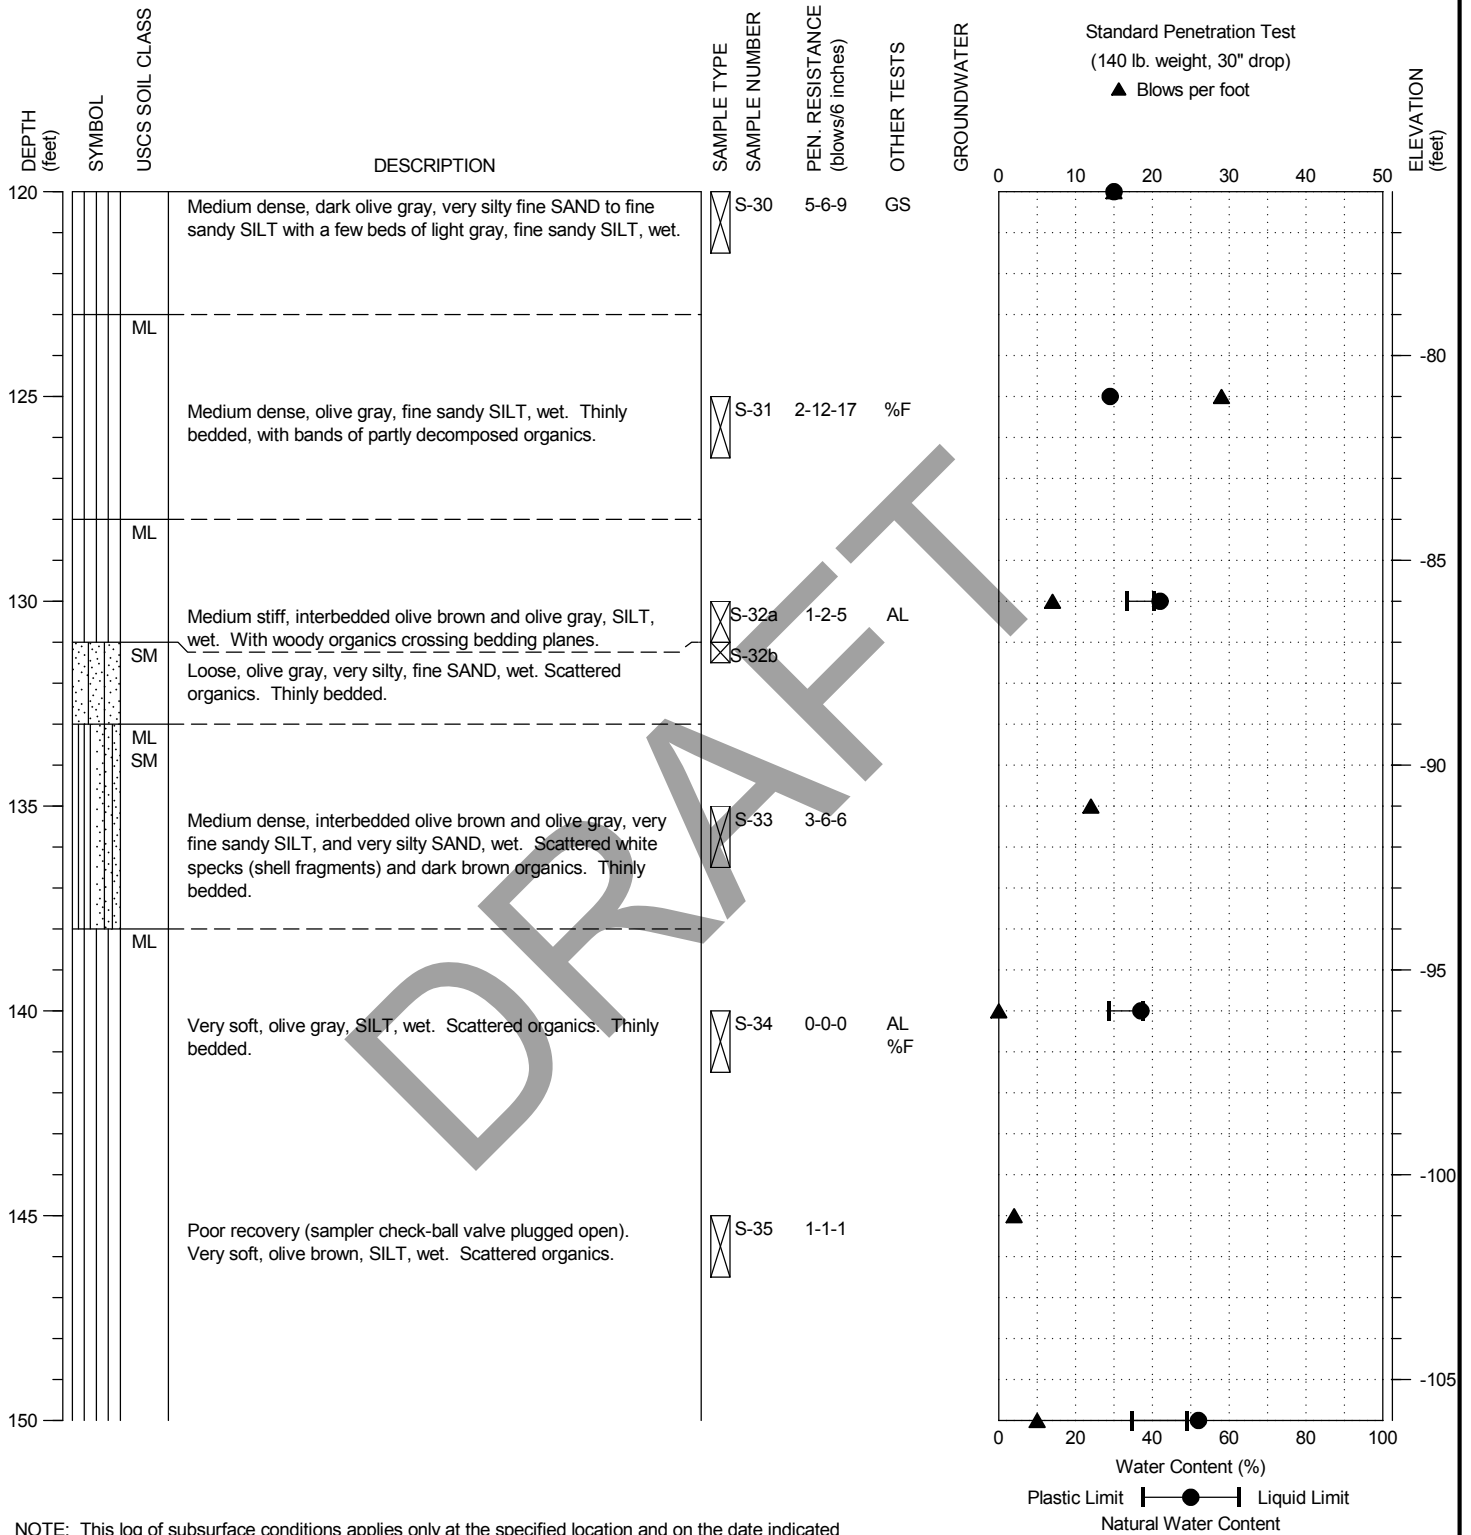 DEPTH
(feet)
SYMBOL
USCS SOIL CLASS
DESCRIPTION
SAMPLE TYPE
SAMPLE NUMBER
PEN. RESISTANCE
(blows/6 inches)
OTHER TESTS
GROUNDWATER
Standard Penetration Test
(140 lb. weight, 30" drop)
▲ Blows per foot
ELEVATION
(feet)
0 10 20 30 40 50
120
Medium dense, dark olive gray, very silty fine SAND to fine
sandy SILT with a few beds of light gray, fine sandy SILT, wet.
S-30 5-6-9 GS
ML
-80
125
Medium dense, olive gray, fine sandy SILT, wet. Thinly
bedded, with bands of partly decomposed organics.
S-31 2-12-17 %F
ML
-85
130
Medium stiff, interbedded olive brown and olive gray, SILT,
wet. With woody organics crossing bedding planes.
S-32a 1-2-5 AL
SM
S-32b
Loose, olive gray, very silty, fine SAND, wet. Scattered
organics. Thinly bedded.
ML
SM
-90
135
Medium dense, interbedded olive brown and olive gray, very
fine sandy SILT, and very silty SAND, wet. Scattered white
specks (shell fragments) and dark brown organics. Thinly
bedded.
S-33 3-6-6
ML
-95
140
Very soft, olive gray, SILT, wet. Scattered organics. Thinly
bedded.
S-34 0-0-0 AL
%F
-100
145
Poor recovery (sampler check-ball valve plugged open).
Very soft, olive brown, SILT, wet. Scattered organics.
S-35 1-1-1
-105
150
0 20 40 60 80 100
Water Content (%)
Plastic Limit Liquid Limit
Natural Water Content
NOTE: This log of subsurface conditions applies only at the specified location and on the date indicated
DRAFT